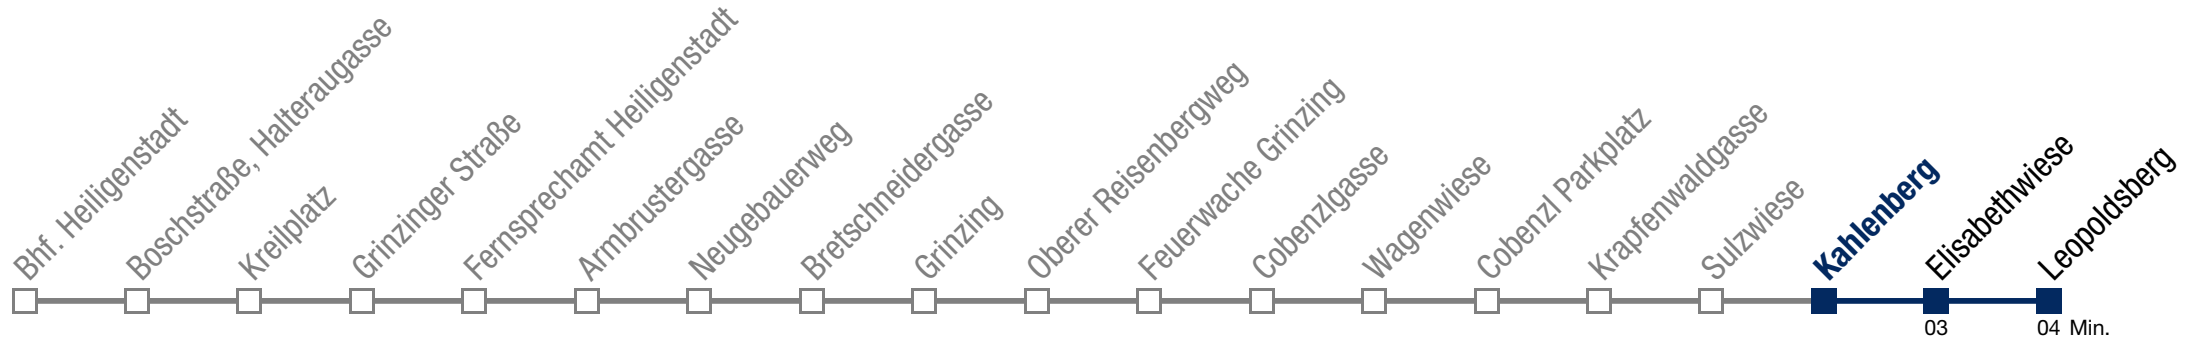 Bhf. Heiligenstadt
Boschstraße, Halteraugasse
Kreilplatz
Grinzinger Straße
Fernsprechamt Heiligenstadt
Armbrustergasse
Neugebauerweg
Bretschneidergasse
Grinzing
Oberer Reisenbergweg
Feuerwache Grinzing
Cobenzlgasse
Wagenwiese
Cobenzl Parkplatz
Krapfenwaldgasse
Sulzwiese
Kahlenberg
Elisabethwiese
Leopoldsberg
03
04 Min.